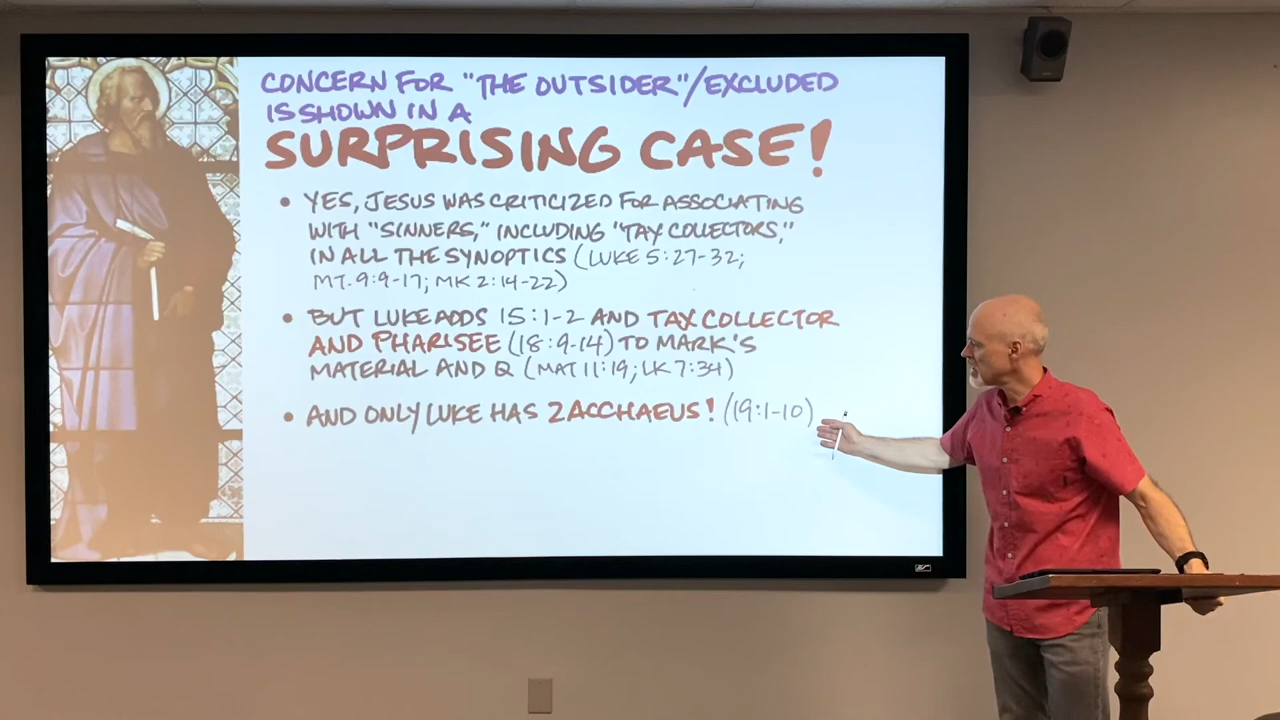 CONCERN FOR "THE OUTSIDER"/EXCLUDED
IS SHOWN IN A
SURPRISING CASE!
• YES, JESUS WAS CRITICIZED FOR ASSOCIATING
WITH "SINNERS," INCLUDING "TAX COLLECTORS,"
IN ALL THE SYNOPTICS (LUKE 5:27-32;
MT. 9:9-17; MK 2:14-22)
• BUT LUKE ADDS 15:1-2 AND TAX COLLECTOR
AND PHARISEE (18:9-14) TO MARK'S
MATERIAL AND Q (MAT 11:19; LK 7:34)
• AND ONLY LUKE HAS ZACCHAEUS! (19:1-10)